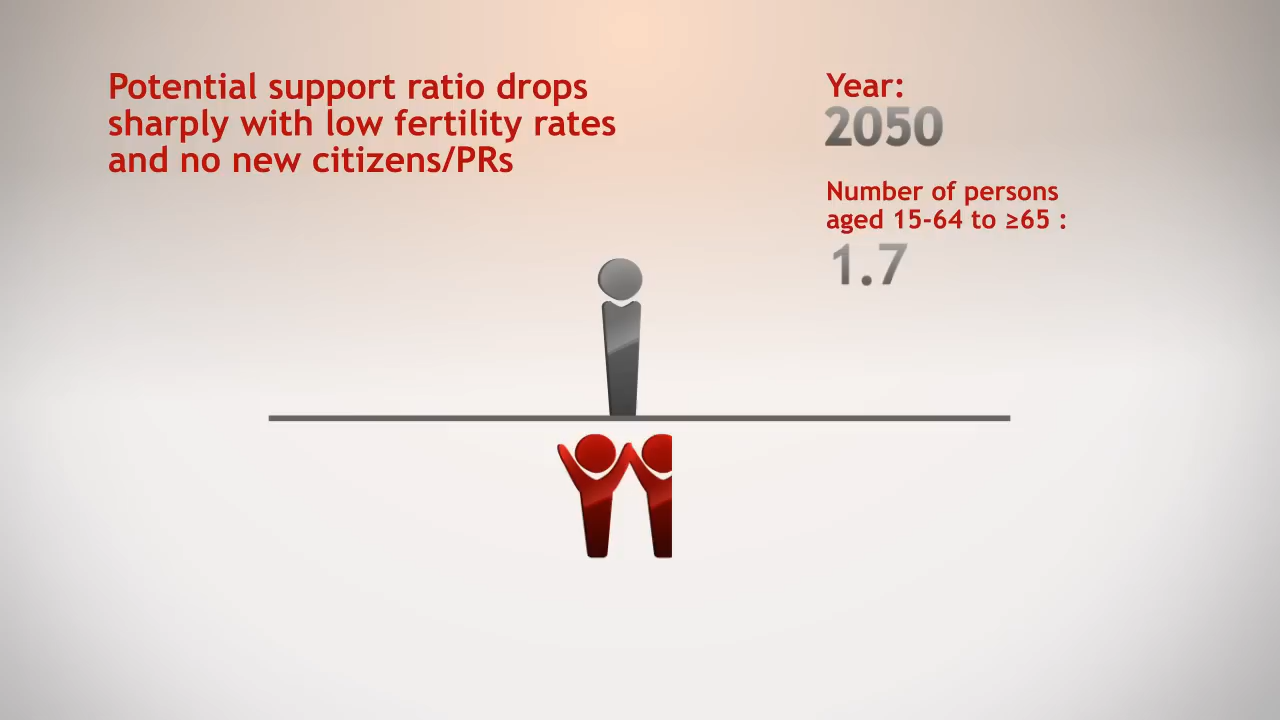 Potential support ratio drops
sharply with low fertility rates
and no new citizens/PRs
Year:
2050
Number of persons
aged 15-64 to ≥65 :
1.7